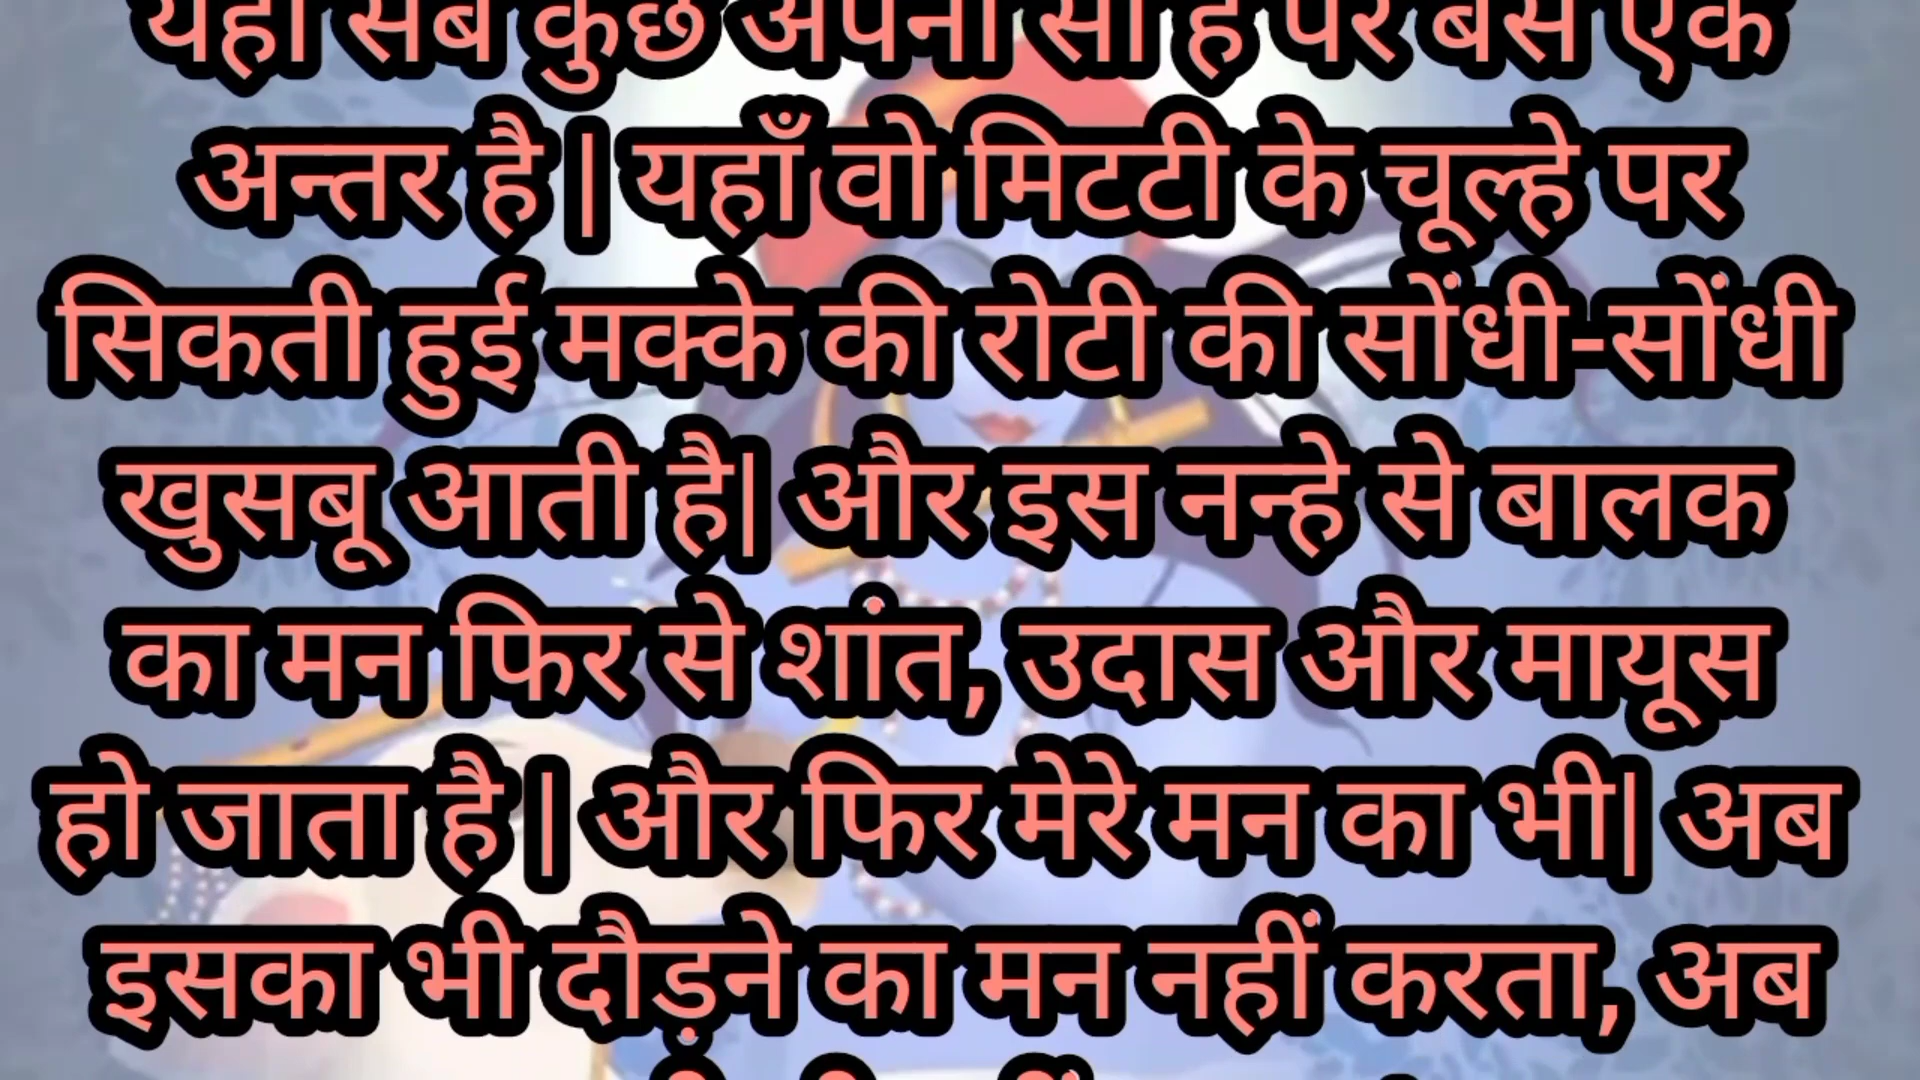 यहाँ सब कुछ अपना सा है पर बस एक
अन्तर है | यहाँ वो मिटटी के चूल्हे पर
सिकती हुई मक्के की रोटी की सोंधी-सोंधी
खुसबू आती है| और इस नन्हे से बालक
का मन फिर से शांत, उदास और मायूस
हो जाता है | और फिर मेरे मन का भी| अब
इसका भी दौड़ने का मन नहीं करता, अब